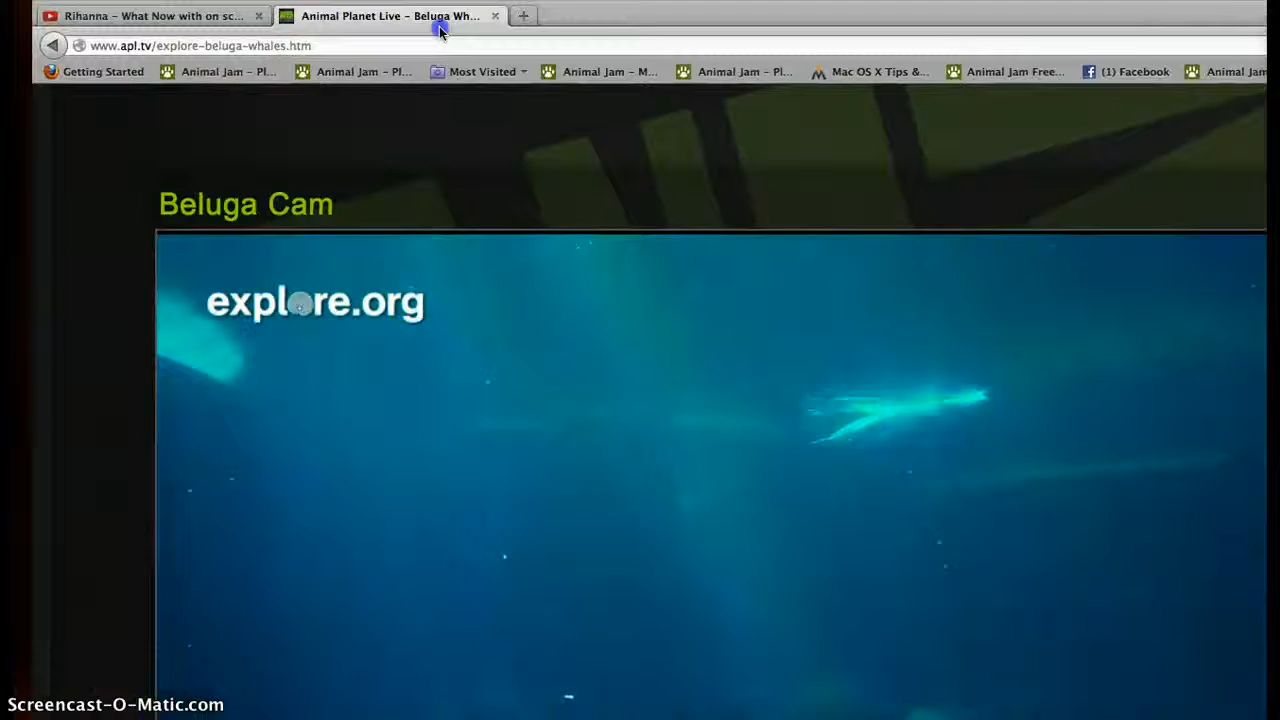 Rihanna - What Now with on sc...
Animal Planet Live - Beluga Wh...
www.apl.tv/explore-beluga-whales.htm
Getting Started
Animal Jam - Pl...
Animal Jam - Pl...
Most Visited
Animal Jam - M...
Animal Jam - Pl...
Mac OS X Tips &...
Animal Jam Free...
(1) Facebook
Animal Jam
Beluga Cam
explore.org
Screencast-O-Matic.com